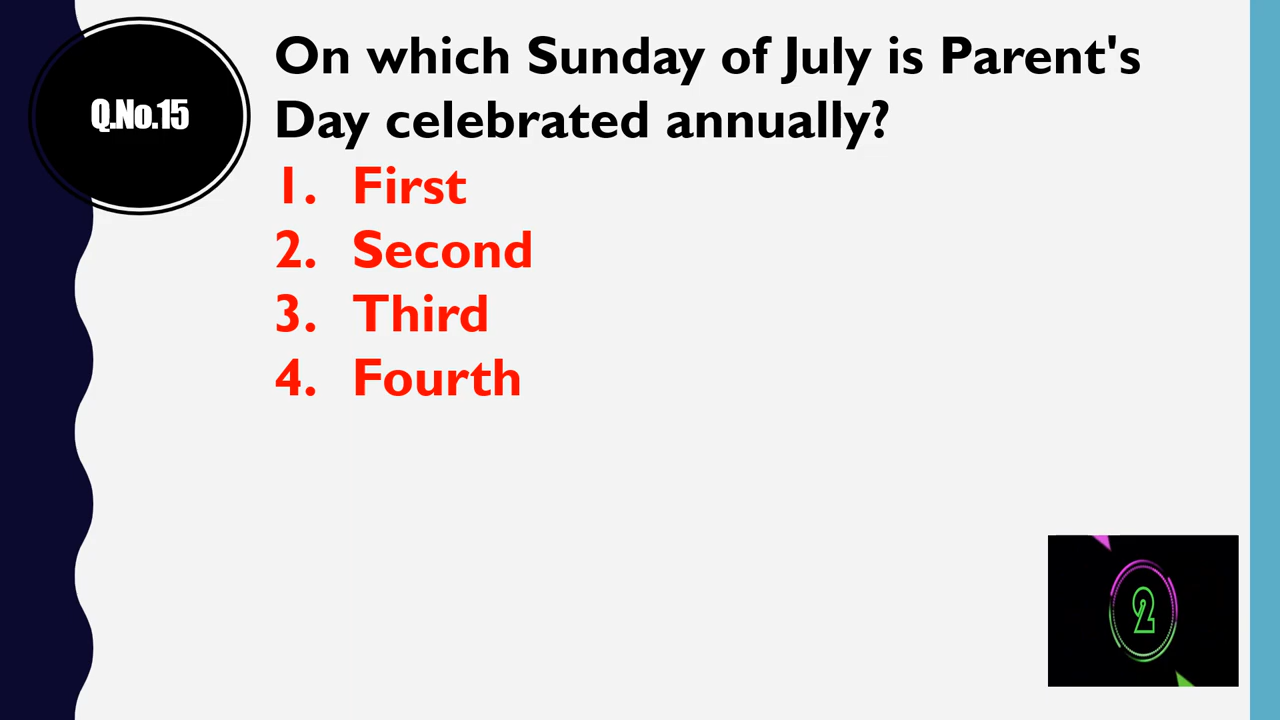 Q.No.15
On which Sunday of July is Parent's
Day celebrated annually?
1. First
2. Second
3. Third
4. Fourth
2